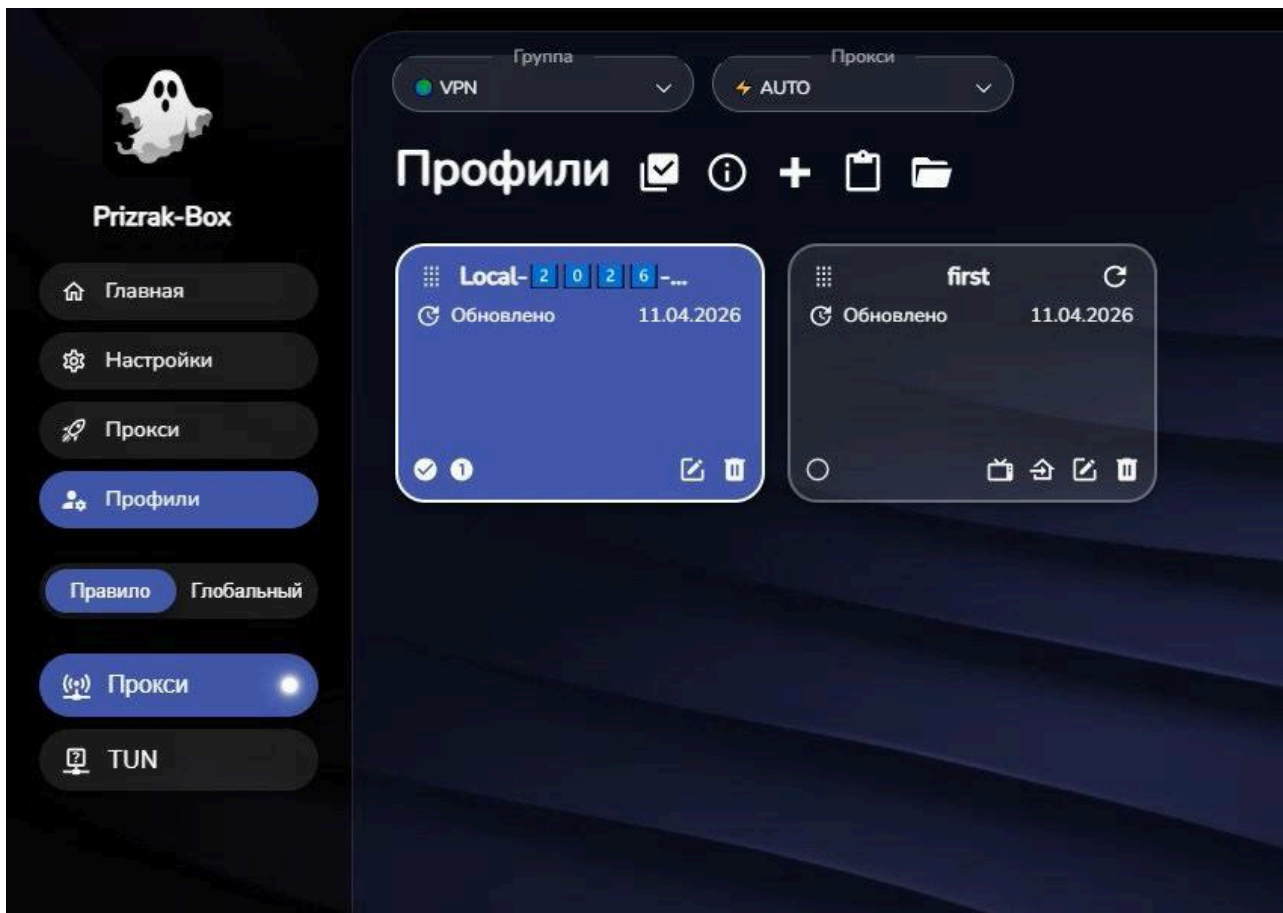 Группа
Прокси
VPN
AUTO
Профили
Prizrak-Box
Главная
Настройки
Прокси
Профили
Правило Глобальный
Прокси
TUN
Local-2026-...
Обновлено 11.04.2026
1
first
Обновлено 11.04.2026